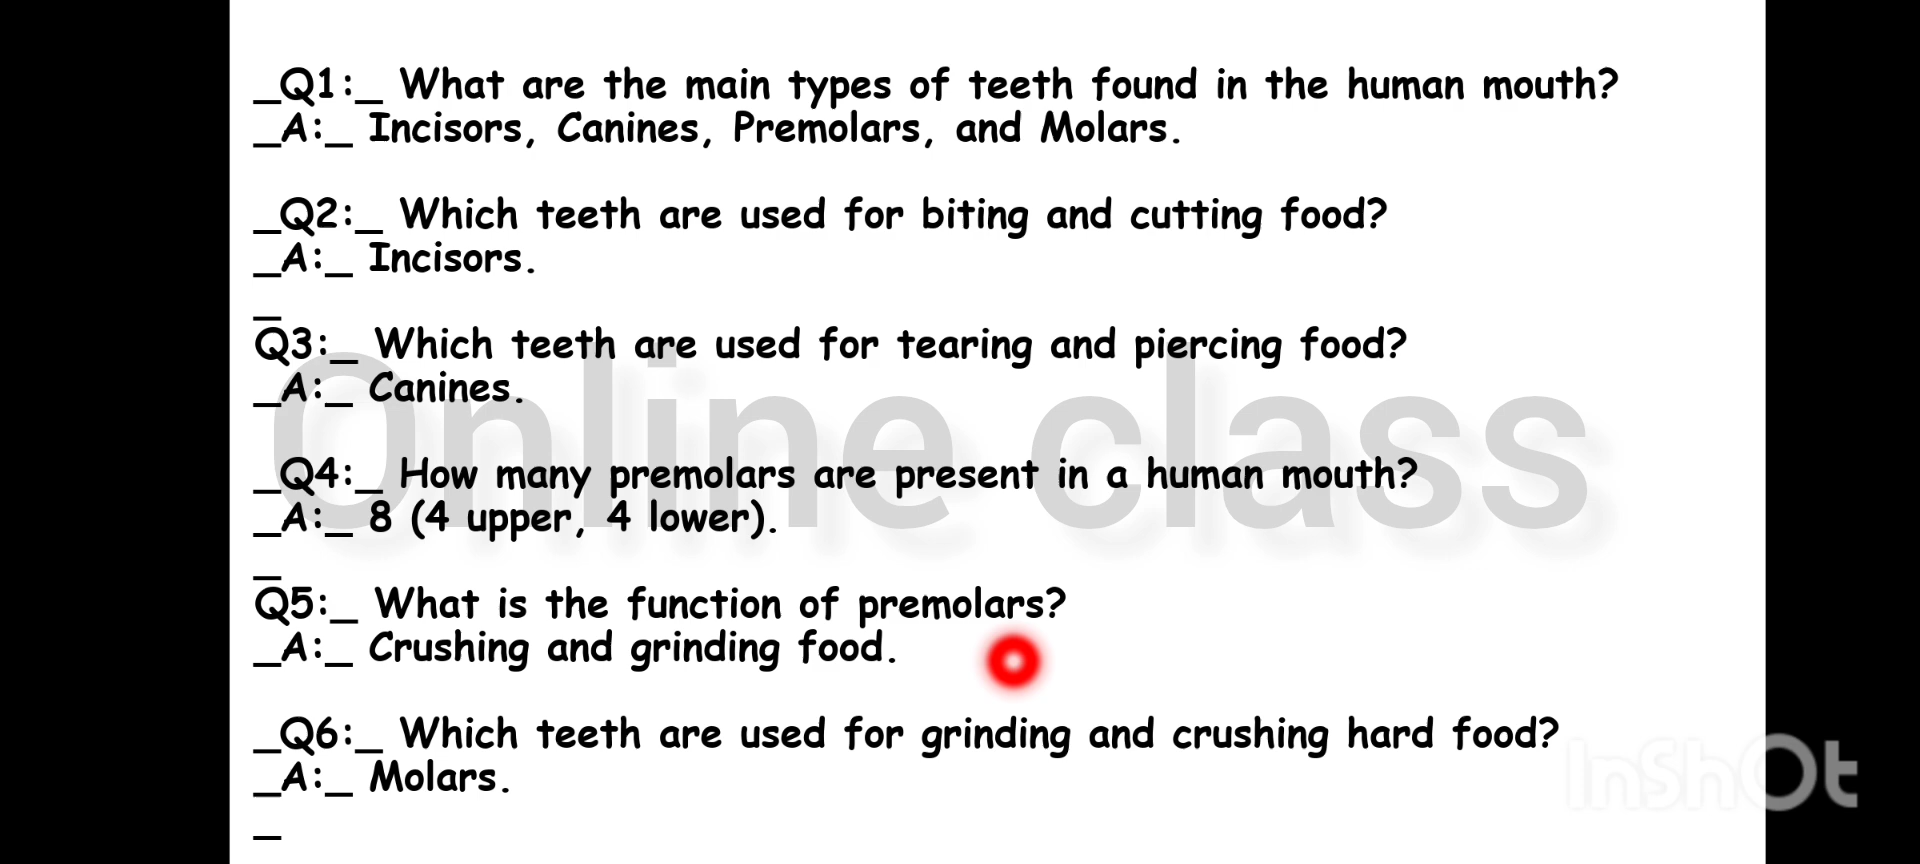 _Q1:_ What are the main types of teeth found in the human mouth?
_A:_ Incisors, Canines, Premolars, and Molars.
_Q2:_ Which teeth are used for biting and cutting food?
_A:_ Incisors.
_
Q3:_ Which teeth are used for tearing and piercing food?
_A:_ Canines.
Online class
_Q4:_ How many premolars are present in a human mouth?
_A:_ 8 (4 upper, 4 lower).
_
Q5:_ What is the function of premolars?
_A:_ Crushing and grinding food.
_Q6:_ Which teeth are used for grinding and crushing hard food?
_A:_ Molars.
_
InShOt